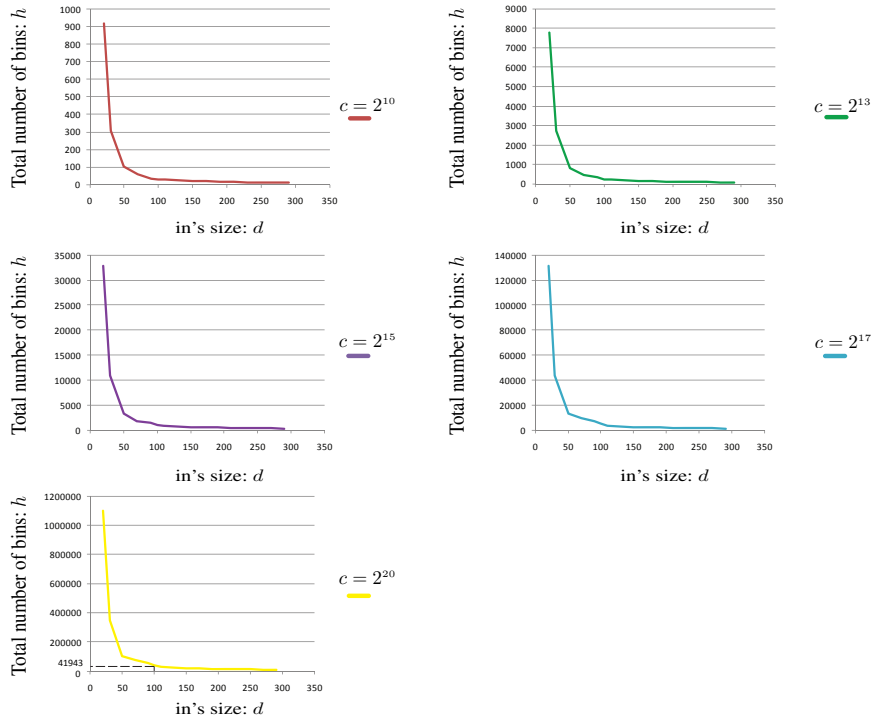 Total number of bins: h
1000
900
800
700
600
500
400
300
200
100
0
0 50 100 150 200 250 300 350
in's size: d
c = 2^10
Total number of bins: h
9000
8000
7000
6000
5000
4000
3000
2000
1000
0
0 50 100 150 200 250 300 350
in's size: d
c = 2^13
Total number of bins: h
35000
30000
25000
20000
15000
10000
5000
0
0 50 100 150 200 250 300 350
in's size: d
c = 2^15
Total number of bins: h
140000
120000
100000
80000
60000
40000
20000
0
0 50 100 150 200 250 300 350
in's size: d
c = 2^17
Total number of bins: h
1200000
1000000
800000
600000
400000
200000
41943
0
0 50 100 150 200 250 300 350
in's size: d
c = 2^20